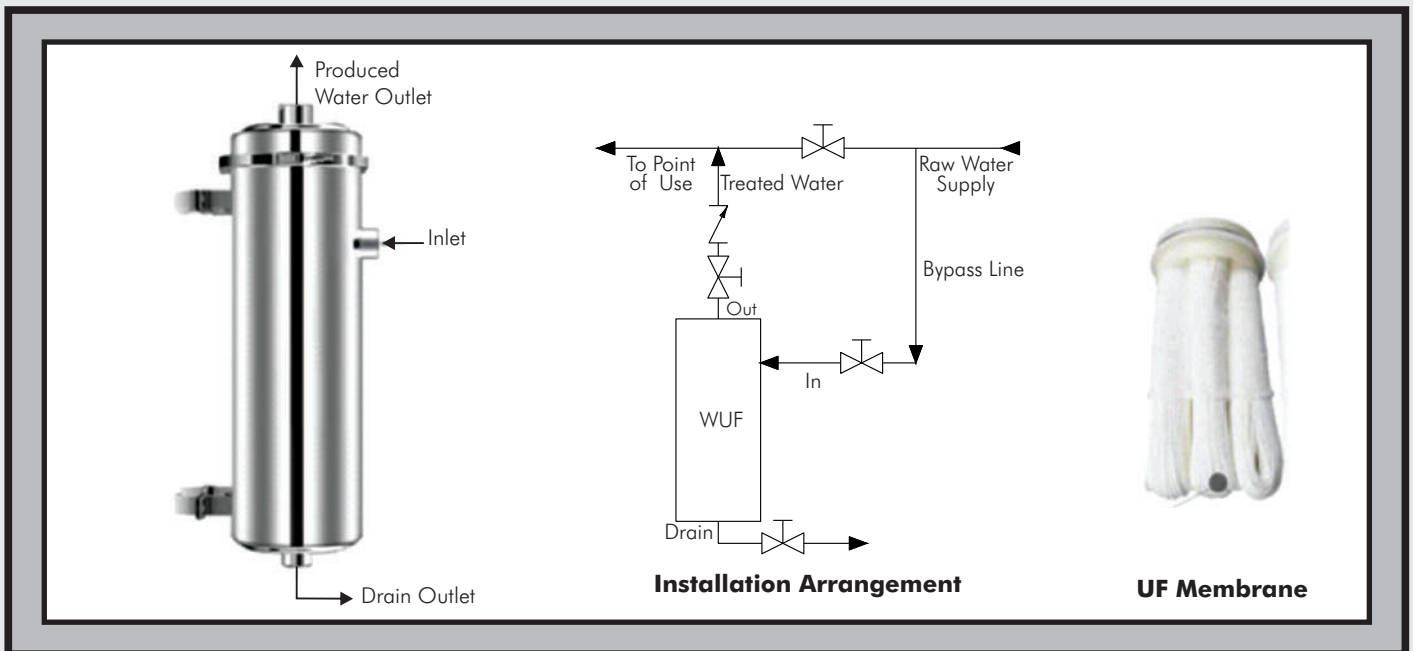 Produced
Water Outlet
Inlet
Drain Outlet
To Point
of Use
Treated Water
Raw Water
Supply
Bypass Line
Out
In
WUF
Drain
Installation Arrangement
UF Membrane